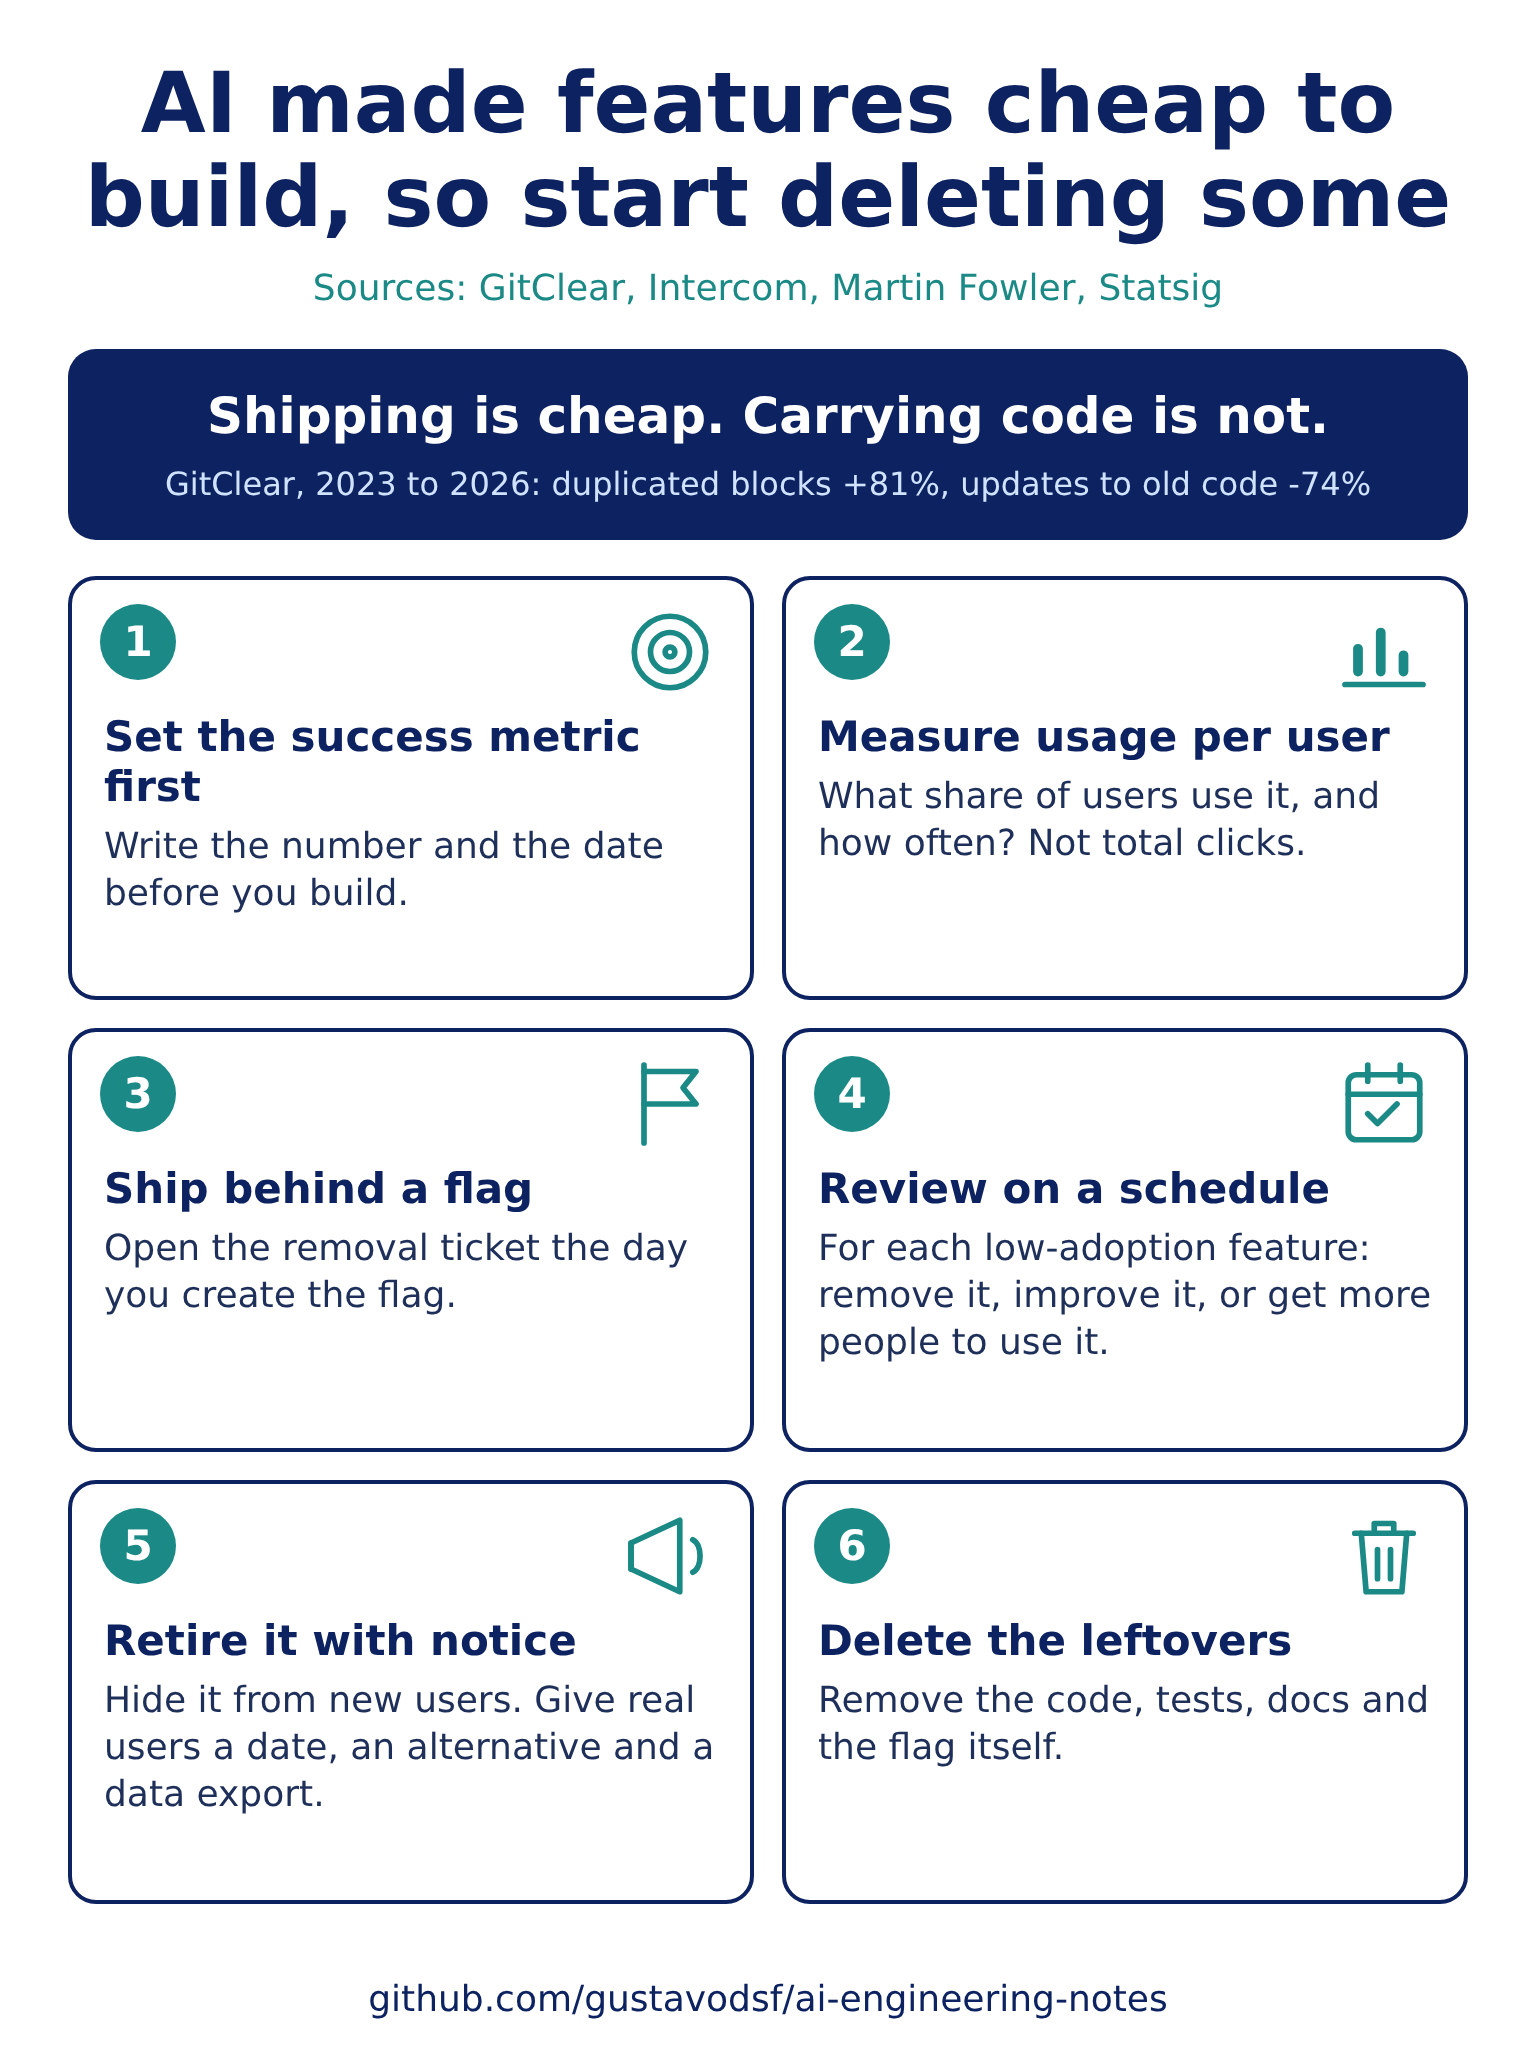 AI made features cheap to
build, so start deleting some
Sources: GitClear, Intercom, Martin Fowler, Statsig
Shipping is cheap. Carrying code is not.
GitClear, 2023 to 2026: duplicated blocks +81%, updates to old code -74%
1
Set the success metric
first
Write the number and the date
before you build.
2
Measure usage per user
What share of users use it, and
how often? Not total clicks.
3
Ship behind a flag
Open the removal ticket the day
you create the flag.
4
Review on a schedule
For each low-adoption feature:
remove it, improve it, or get more
people to use it.
5
Retire it with notice
Hide it from new users. Give real
users a date, an alternative and a
data export.
6
Delete the leftovers
Remove the code, tests, docs and
the flag itself.
github.com/gustavodsf/ai-engineering-notes